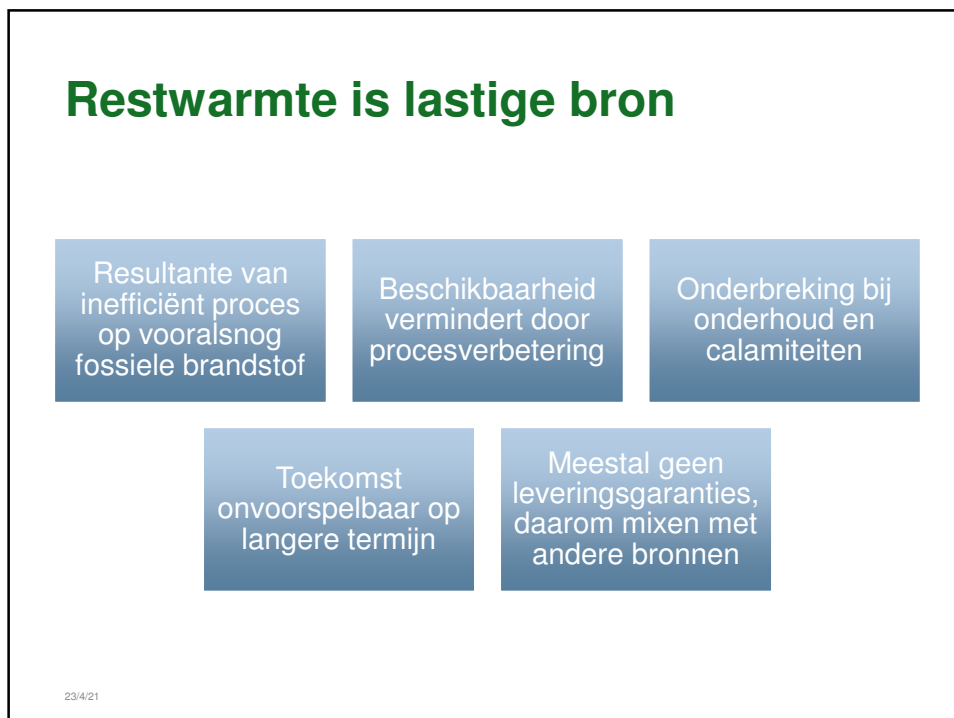 Restwarmte is lastige bron
Resultante van
inefficiënt proces
op vooralsnog
fossiele brandstof
Beschikbaarheid
vermindert door
procesverbetering
Onderbreking bij
onderhoud en
calamiteiten
Toekomst
onvoorspelbaar op
langere termijn
Meestal geen
leveringsgaranties,
daarom mixen met
andere bronnen
23/4/21